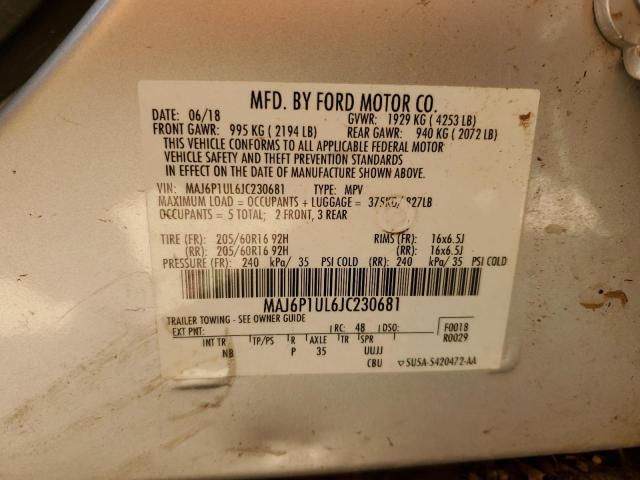 MFD. BY FORD MOTOR CO.
DATE: 06/18 GVWR: 1929 KG ( 4253 LB)
FRONT GAWR: 995 KG ( 2194 LB) REAR GAWR: 940 KG ( 2072 LB)
THIS VEHICLE CONFORMS TO ALL APPLICABLE FEDERAL MOTOR
VEHICLE SAFETY AND THEFT PREVENTION STANDARDS
IN EFFECT ON THE DATE OF MANUFACTURE SHOWN ABOVE.
VIN: MAJ6P1UL6JC230681 TYPE: MPV
MAXIMUM LOAD = OCCUPANTS + LUGGAGE = 375KG/ 827LB
OCCUPANTS = 5 TOTAL; 2 FRONT, 3 REAR
TIRE (FR): 205/60R16 92H RIMS (FR): 16x6.5J
(RR): 205/60R16 92H (RR): 16x6.5J
PRESSURE (FR): 240 kPa/ 35 PSI COLD (RR): 240 kPa/ 35 PSI COLD
MAJ6P1UL6JC230681
TRAILER TOWING - SEE OWNER GUIDE
EXT PNT: RC: 48 DSO: F0018
R0029
INT TR TP/PS R AXLE TR SPR
NB P 35 UUJJ
CBU SU5A-5420472-AA